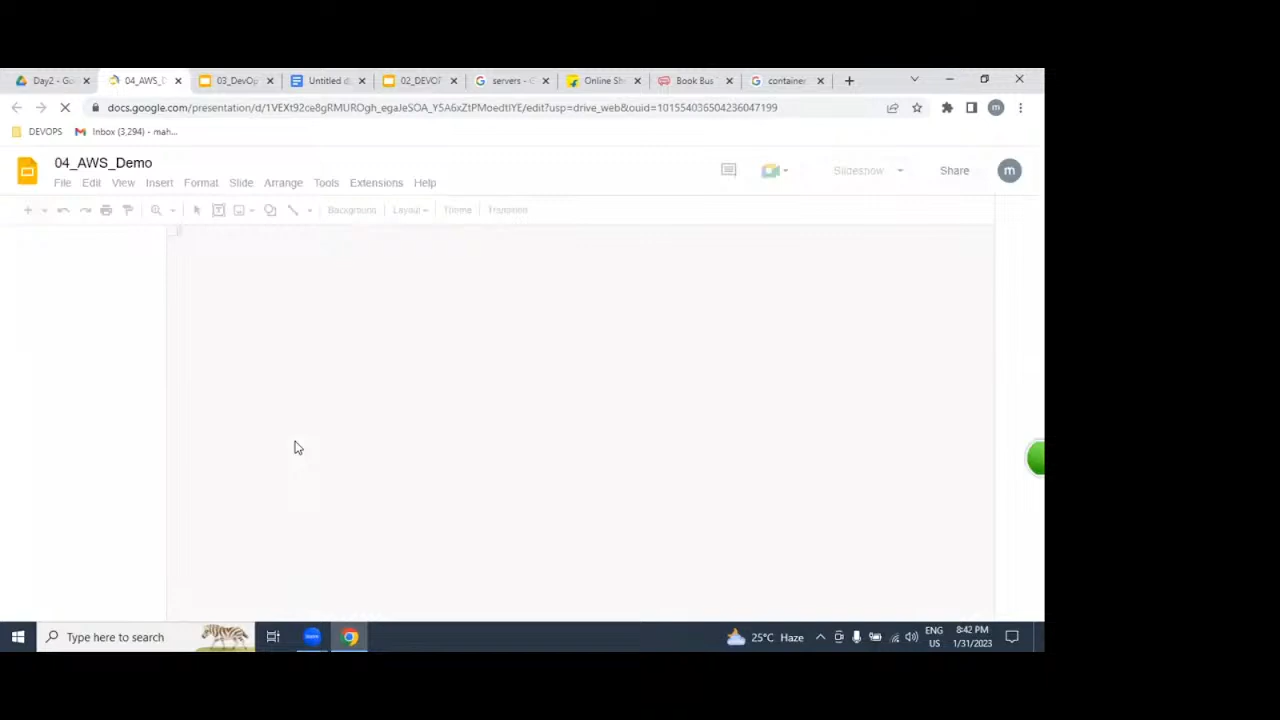 Day2 - Go
04_AWS_D
03_DevOp
Untitled d
02_DEVOT
servers - G
Online Sh
Book Bus
container
docs.google.com/presentation/d/1VEXt92ce8gRMUROgh_egaJeSOA_Y5A6xZtPMoedtIYE/edit?usp=drive_web&ouid=101554036504236047199
DEVOPS
Inbox (3,294) - mah...
04_AWS_Demo
File Edit View Insert Format Slide Arrange Tools Extensions Help
Slideshow
Share
m
Background
Layout
Theme
Transition
Type here to search
zoom
25°C Haze
ENG
US
8:42 PM
1/31/2023